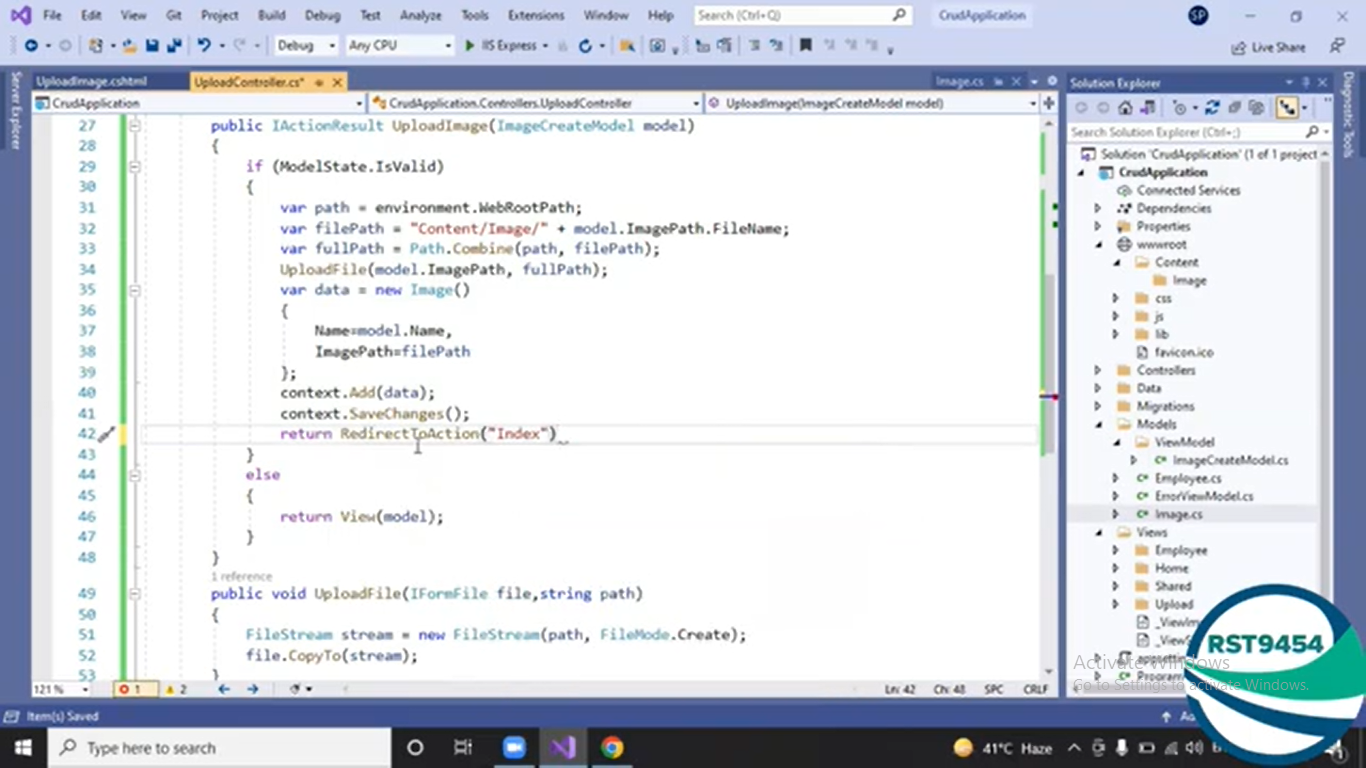 File Edit View Git Project Build Debug Test Analyze Tools Extensions Window Help Search (Ctrl+Q) CrudApplication SP
Debug Any CPU IIS Express Live Share
Server Explorer
UploadImage.cshtml UploadController.cs* Image.cs
CrudApplication CrudApplication.Controllers.UploadController UploadImage(ImageCreateModel model)
27 public IActionResult UploadImage(ImageCreateModel model)
28 {
29 if (ModelState.IsValid)
30 {
31 var path = environment.WebRootPath;
32 var filePath = "Content/Image/" + model.ImagePath.FileName;
33 var fullPath = Path.Combine(path, filePath);
34 UploadFile(model.ImagePath, fullPath);
35 var data = new Image()
36 {
37 Name=model.Name,
38 ImagePath=filePath
39 };
40 context.Add(data);
41 context.SaveChanges();
42 return RedirectToAction("Index")
43 }
44 else
45 {
46 return View(model);
47 }
48 }
1 reference
49 public void UploadFile(IFormFile file,string path)
50 {
51 FileStream stream = new FileStream(path, FileMode.Create);
52 file.CopyTo(stream);
53 }
121 % 1 2 Ln: 42 Ch: 48 SPC CRLF
Solution Explorer
Search Solution Explorer (Ctrl+;)
Solution 'CrudApplication' (1 of 1 project
CrudApplication
Connected Services
Dependencies
Properties
wwwroot
Content
Image
css
js
lib
favicon.ico
Controllers
Data
Migrations
Models
ViewModel
ImageCreateModel.cs
Employee.cs
ErrorViewModel.cs
Image.cs
Views
Employee
Home
Shared
Upload
Diagnostic Tools
RST9454
Activate Windows
Go to Settings to activate Windows.
Item(s) Saved
Type here to search 41°C Haze